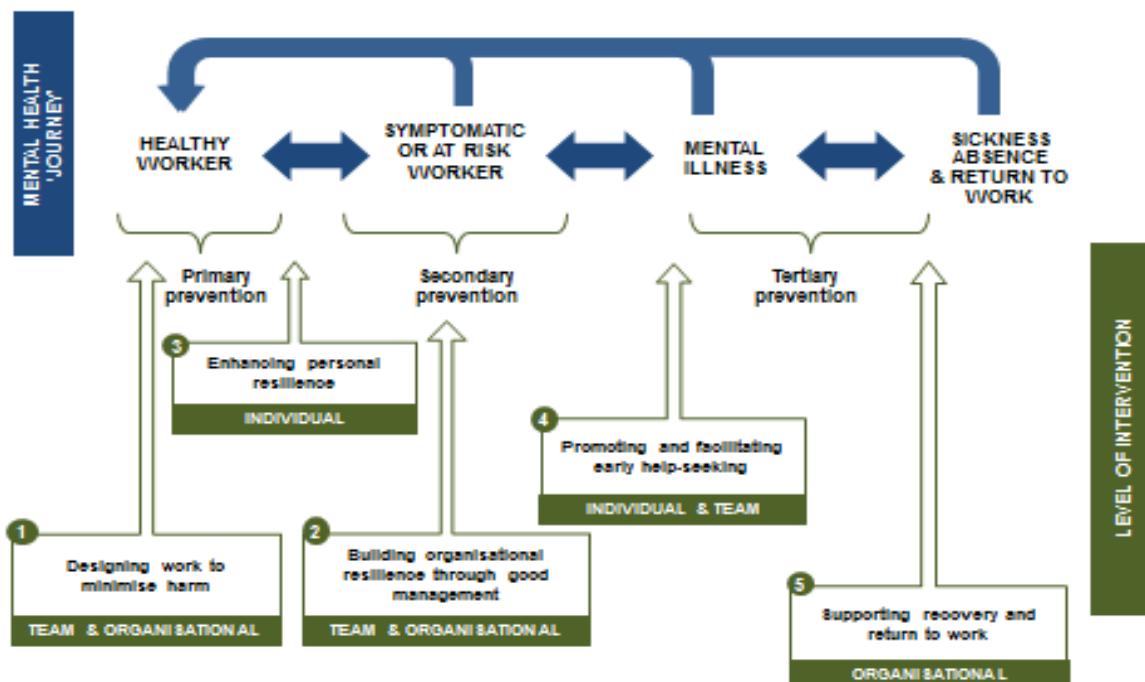 MENTAL HEALTH
'JOURNEY'
HEALTHY
WORKER
SYMPTOMATIC
OR AT RISK
WORKER
MENTAL
ILLNESS
SICKNESS
ABSENCE
& RETURN TO
WORK
Primary
prevention
Secondary
prevention
Tertiary
prevention
3
Enhancing personal
resilience
INDIVIDUAL
4
Promoting and facilitating
early help-seeking
INDIVIDUAL & TEAM
1
Designing work to
minimise harm
TEAM & ORGANISATIONAL
2
Building organisational
resilience through good
management
TEAM & ORGANISATIONAL
5
Supporting recovery and
return to work
ORGANISATIONAL
LEVEL OF INTERVENTION